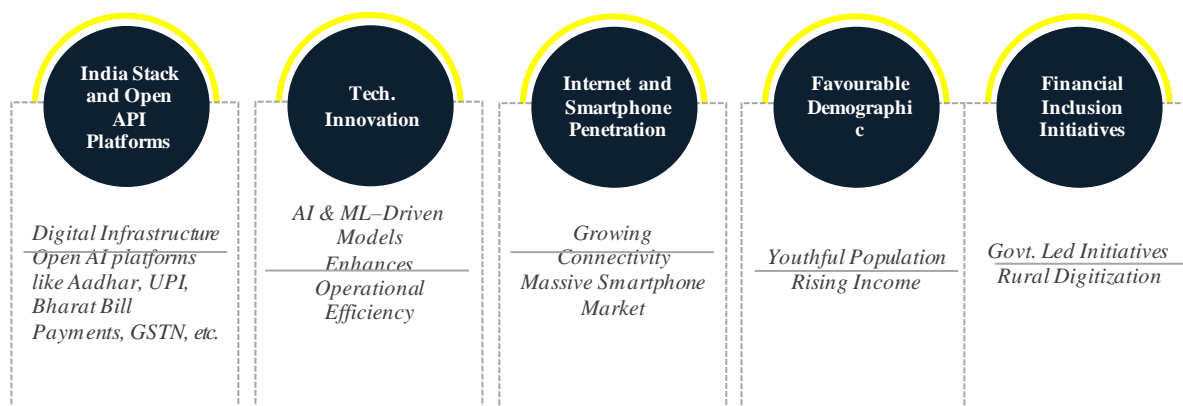 India Stack
and Open
API
Platforms
Digital Infrastructure
Open AI platforms
like Aadhar, UPI,
Bharat Bill
Payments, GSTN, etc.
Tech.
Innovation
AI & ML–Driven
Models
Enhances
Operational
Efficiency
Internet and
Smartphone
Penetration
Growing
Connectivity
Massive Smartphone
Market
Favourable
Demographi
c
Youthful Population
Rising Income
Financial
Inclusion
Initiatives
Govt. Led Initiatives
Rural Digitization